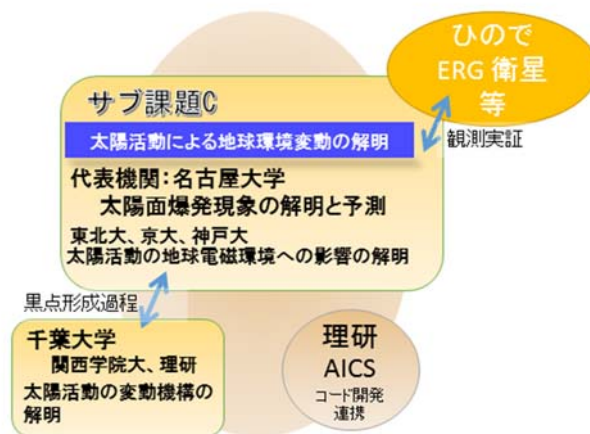 ひので
ERG 衛星
等
サブ課題C
太陽活動による地球環境変動の解明
観測実証
代表機関：名古屋大学
太陽面爆発現象の解明と予測
東北大、京大、神戸大
太陽活動の地球電磁環境への影響の解明
黒点形成過程
千葉大学
関西学院大、理研
太陽活動の変動機構の
解明
理研
AICS
コード開発
連携